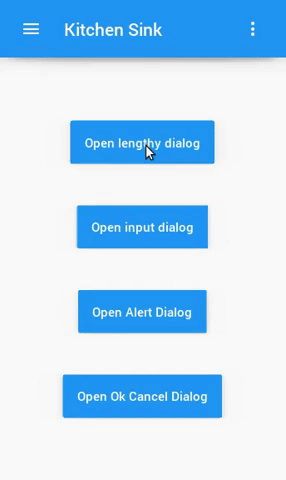 Kitchen Sink
Open lengthy dialog
Open input dialog
Open Alert Dialog
Open Ok Cancel Dialog